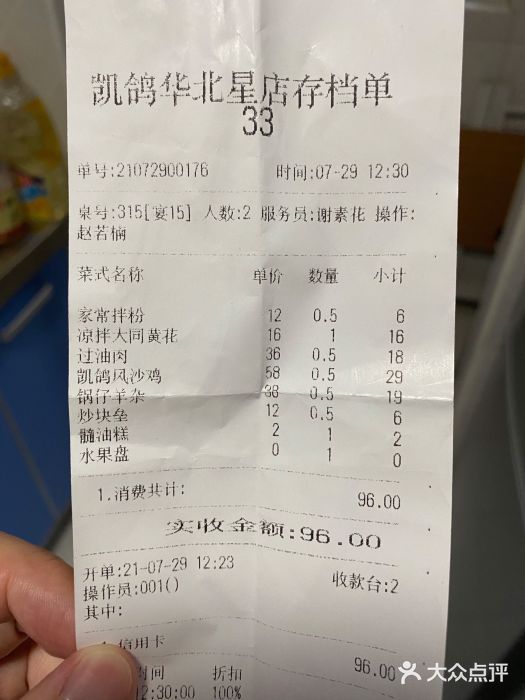 凯鸽华北星店存档单
33
单号:21072900176 时间:07-29 12:30
桌号:315[宴15] 人数:2 服务员:谢素花 操作:
赵若楠
菜式名称 单价 数量 小计
家常拌粉 12 0.5 6
凉拌大同黄花 16 1 16
过油肉 36 0.5 18
凯鸽风沙鸡 58 0.5 29
锅仔羊杂 38 0.5 19
炒块垒 12 0.5 6
髓油糕 2 1 2
水果盘 0 1 0
1.消费共计: 96.00
实收金额:96.00
开单:21-07-29 12:23 收款台:2
操作员:001()
其中:
信用卡 96.00
时间 折扣
12:30:00 100%
大众点评